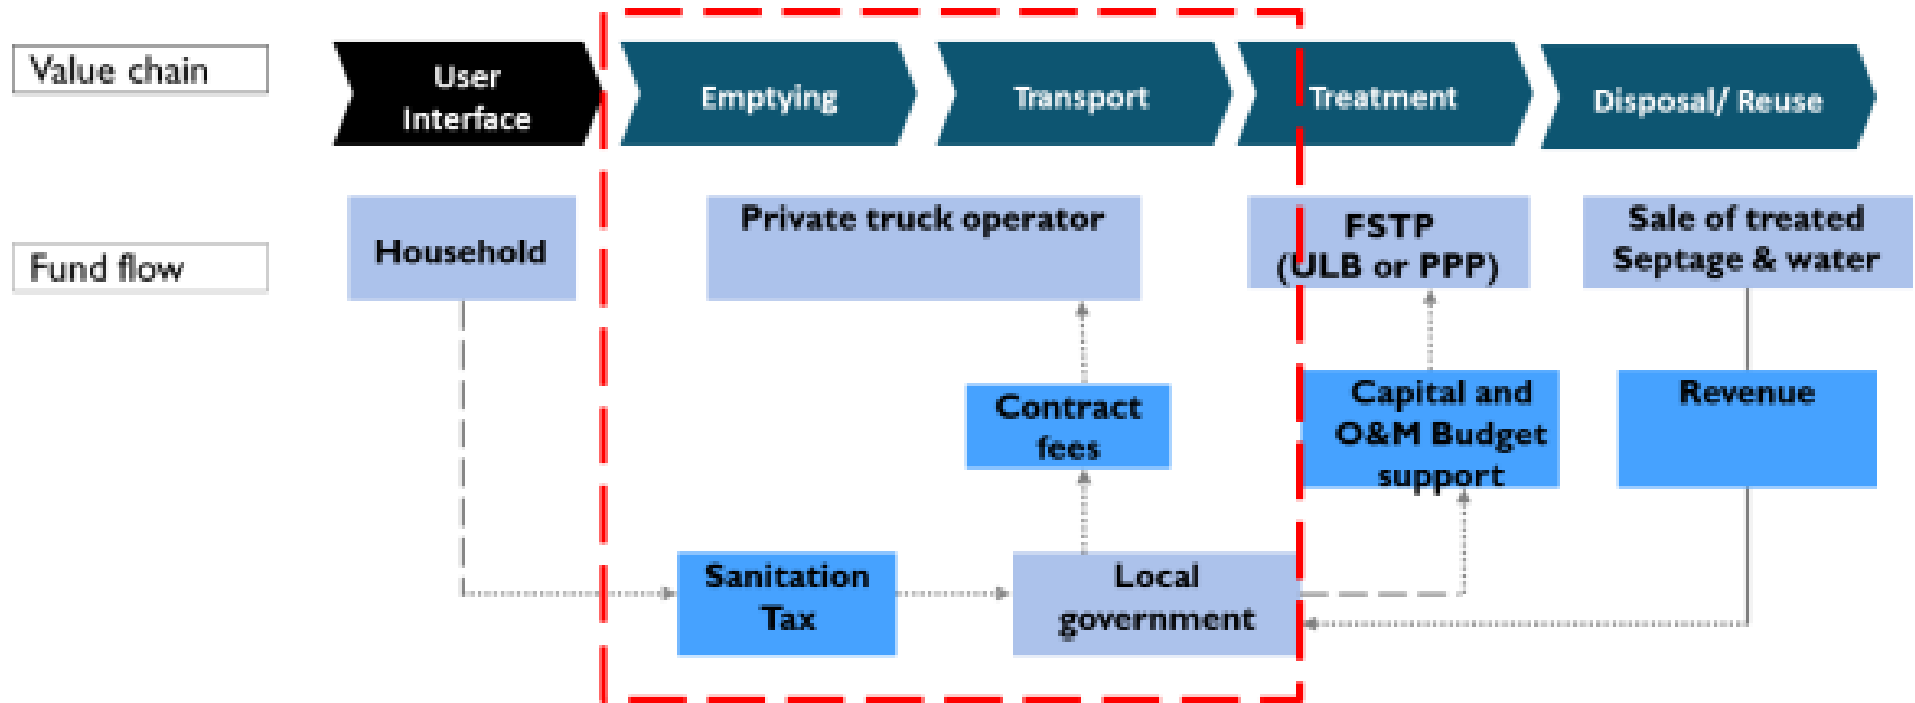 Value chain
User
Interface
Emptying
Transport
Treatment
Disposal/ Reuse
Fund flow
Household
Private truck operator
FSTP
(ULB or PPP)
Sale of treated
Septage & water
Contract
fees
Capital and
O&M Budget
support
Revenue
Sanitation
Tax
Local
government